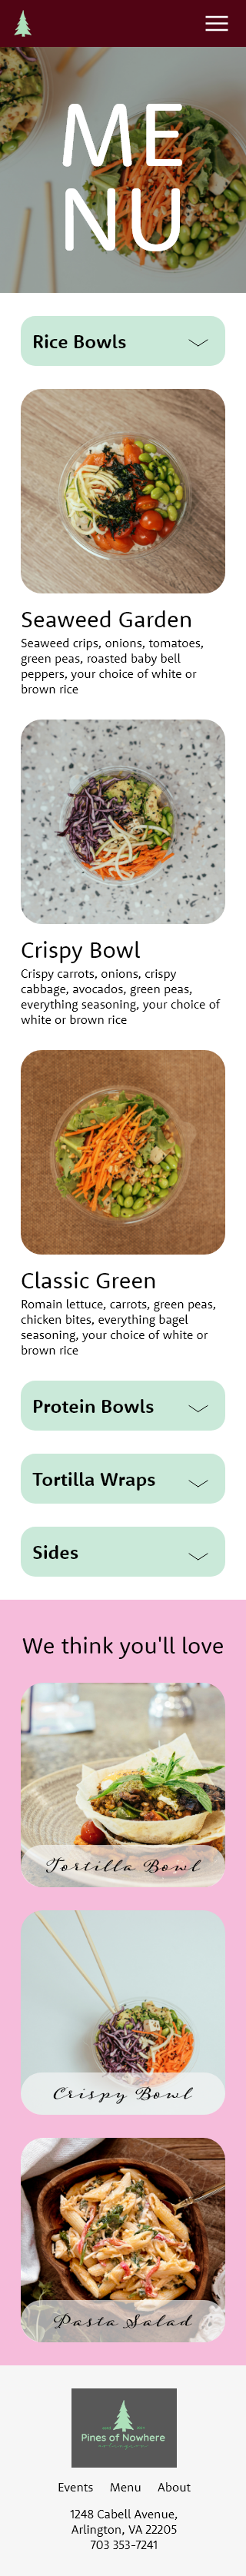 ME
NU
Rice Bowls
Seaweed Garden
Seaweed crips, onions, tomatoes,
green peas, roasted baby bell
peppers, your choice of white or
brown rice
Crispy Bowl
Crispy carrots, onions, crispy
cabbage, avocados, green peas,
everything seasoning, your choice of
white or brown rice
Classic Green
Romain lettuce, carrots, green peas,
chicken bites, everything bagel
seasoning, your choice of white or
brown rice
Protein Bowls
Tortilla Wraps
Sides
We think you'll love
Tortilla Bowl
Crispy Bowl
Pasta Salad
Pines of Nowhere
Events Menu About
1248 Cabell Avenue,
Arlington, VA 22205
703 353-7241